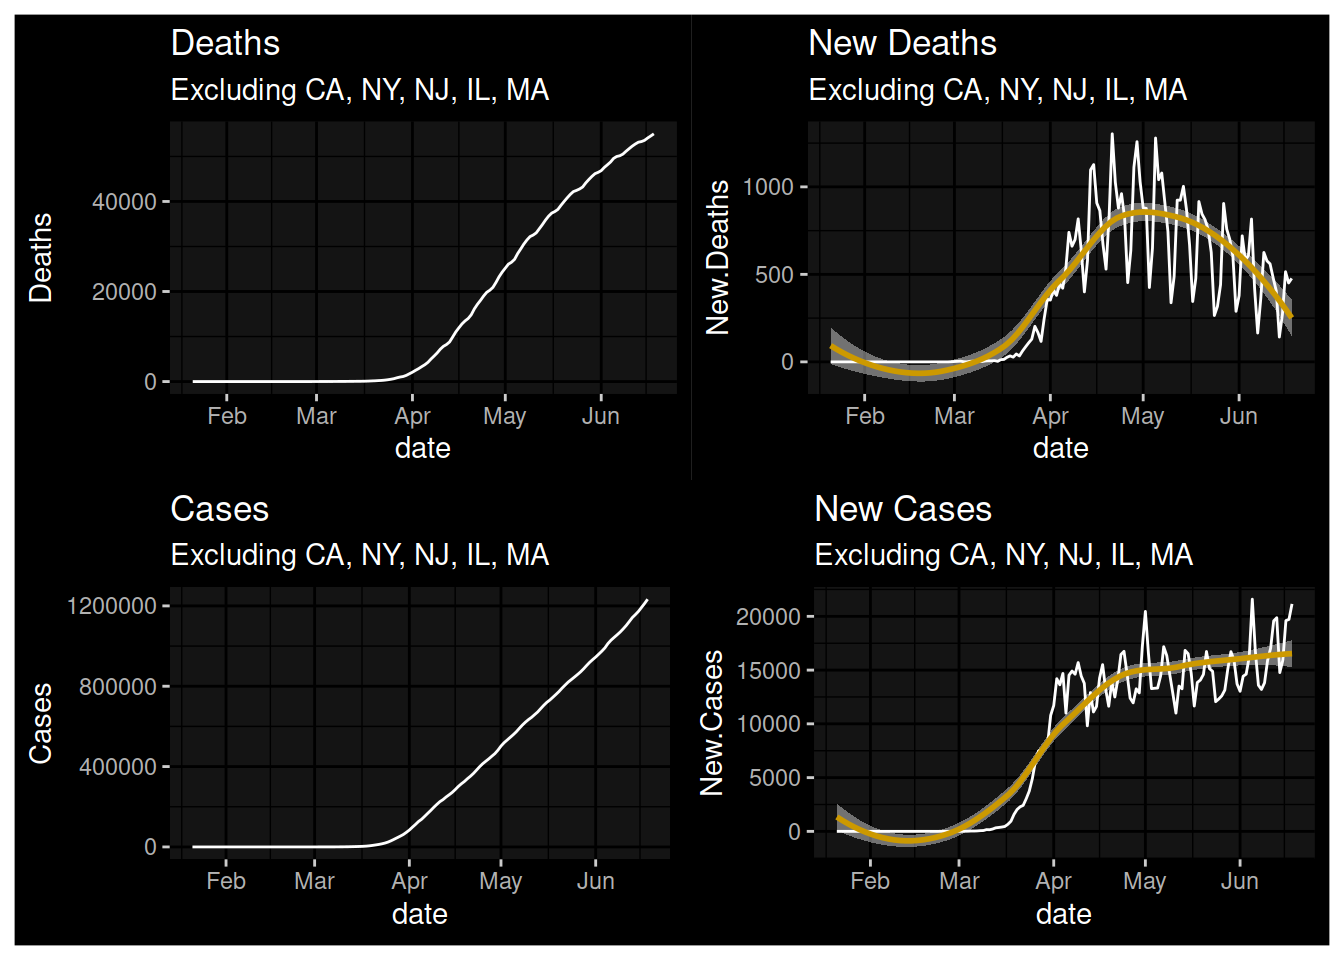 Deaths
Excluding CA, NY, NJ, IL, MA
Deaths
40000
20000
0
Feb Mar Apr May Jun
date
New Deaths
Excluding CA, NY, NJ, IL, MA
New.Deaths
1000
500
0
Feb Mar Apr May Jun
date
Cases
Excluding CA, NY, NJ, IL, MA
Cases
1200000
800000
400000
0
Feb Mar Apr May Jun
date
New Cases
Excluding CA, NY, NJ, IL, MA
New.Cases
20000
15000
10000
5000
0
Feb Mar Apr May Jun
date